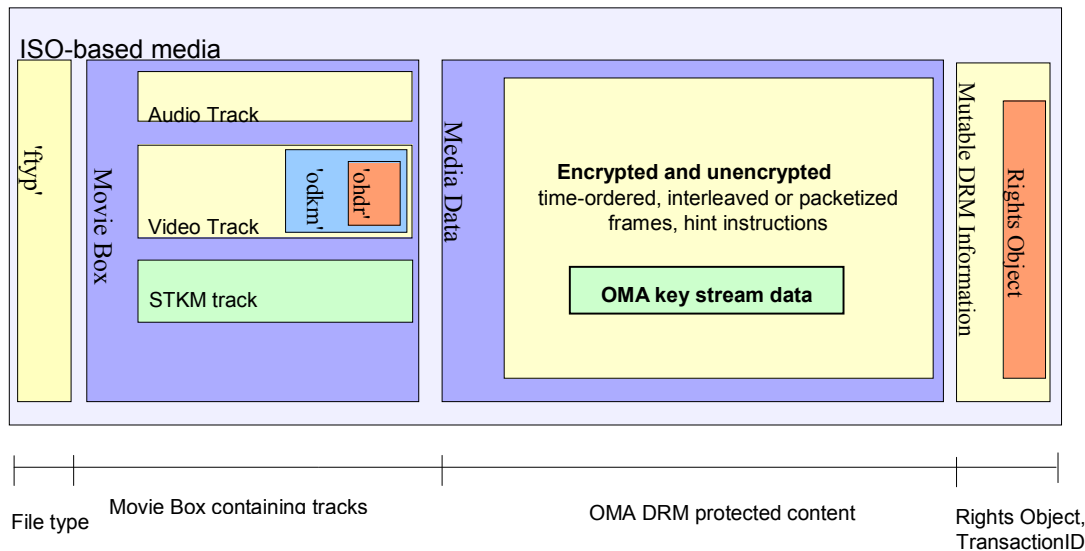 ISO-based media
'ftyp'
Movie Box
Audio Track
Video Track
'odkm'
'ohdr'
STKM track
Media Data
Encrypted and unencrypted
time-ordered, interleaved or packetized
frames, hint instructions
OMA key stream data
Mutable DRM Information
Rights Object
File type
Movie Box containing tracks
OMA DRM protected content
Rights Object,
TransactionID